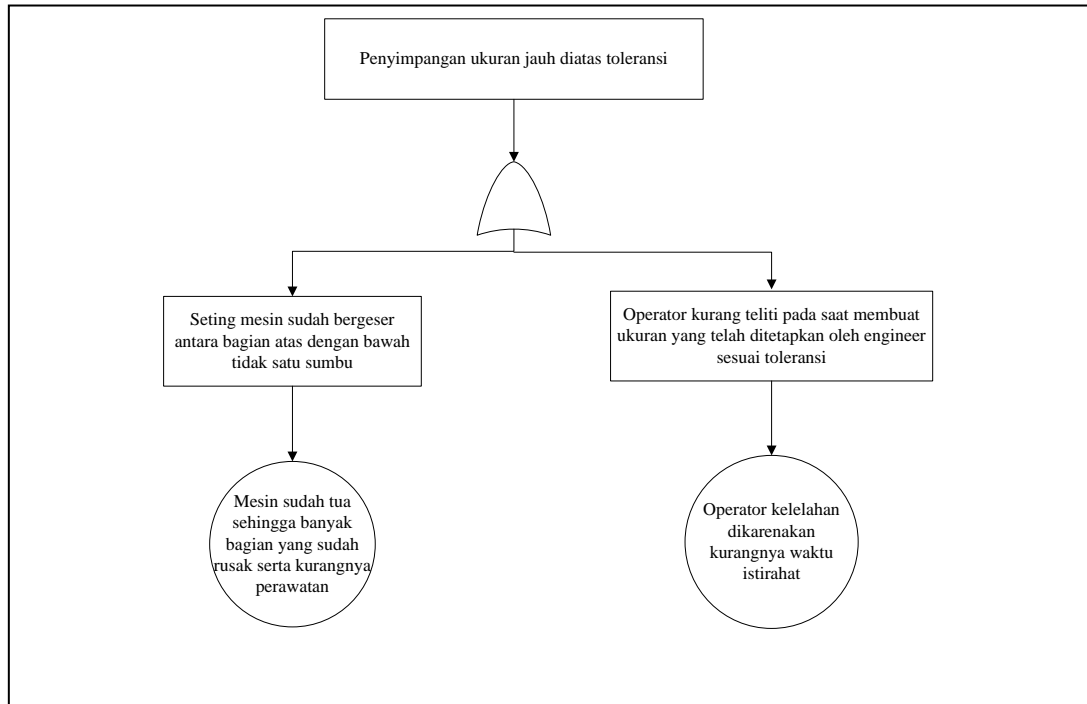 Penyimpangan ukuran jauh diatas toleransi
Seting mesin sudah bergeser
antara bagian atas dengan bawah
tidak satu sumbu
Operator kurang teliti pada saat membuat
ukuran yang telah ditetapkan oleh engineer
sesuai toleransi
Mesin sudah tua
sehingga banyak
bagian yang sudah
rusak serta kurangnya
perawatan
Operator kelelahan
dikarenakan
kurangnya waktu
istirahat